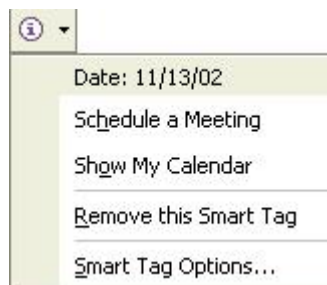 Date: 11/13/02
Schedule a Meeting
Show My Calendar
Remove this Smart Tag
Smart Tag Options...